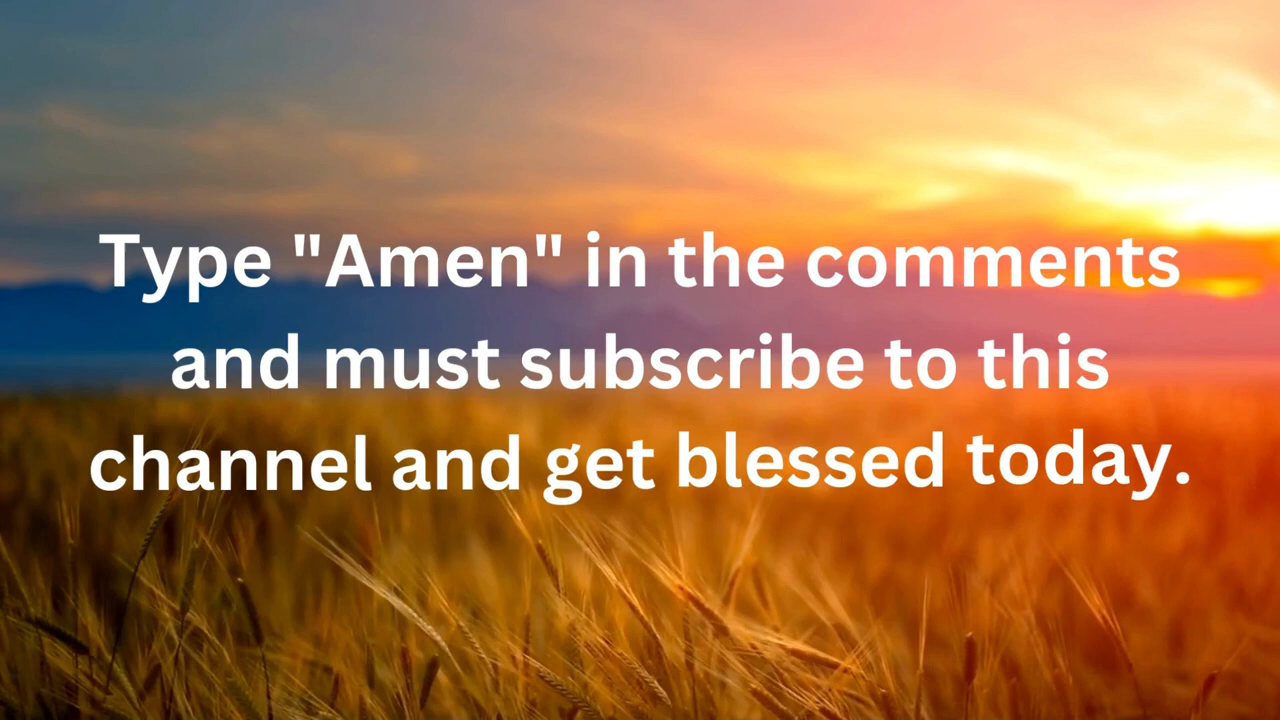 Type "Amen" in the comments
and must subscribe to this
channel and get blessed today.